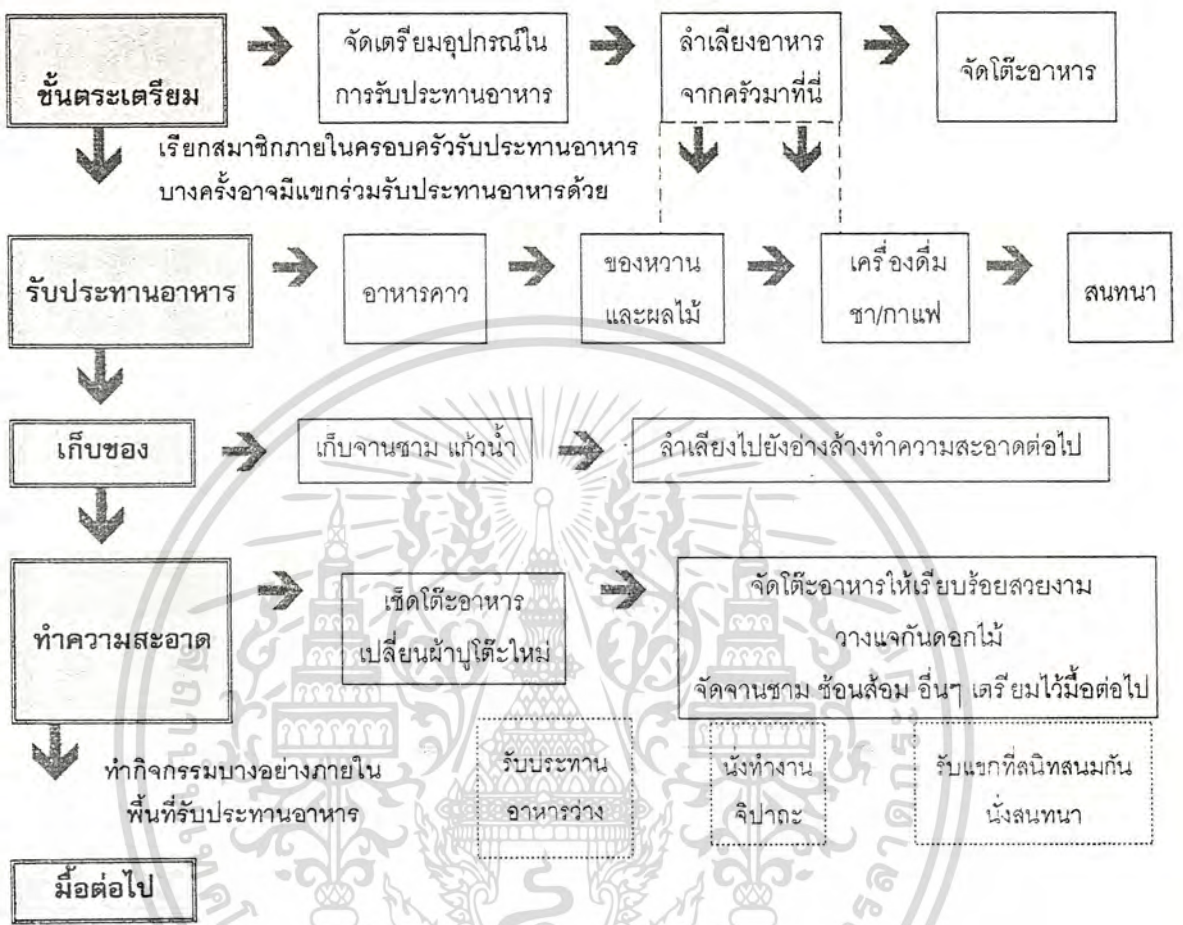 ขั้นตระเตรียม
จัดเตรียมอุปกรณ์ใน
การรับประทานอาหาร
ลำเลียงอาหาร
จากครัวมาที่นี่
จัดโต๊ะอาหาร
เรียกสมาชิกภายในครอบครัวรับประทานอาหาร
บางครั้งอาจมีแขกร่วมรับประทานอาหารด้วย
รับประทานอาหาร
อาหารคาว
ของหวาน
และผลไม้
เครื่องดื่ม
ชา/กาแฟ
สนทนา
เก็บของ
เก็บจานชาม แก้วน้ำ
ลำเลียงไปยังอ่างล้างทำความสะอาดต่อไป
ทำความสะอาด
เช็ดโต๊ะอาหาร
เปลี่ยนผ้าปูโต๊ะใหม่
จัดโต๊ะอาหารให้เรียบร้อยสวยงาม
วางแจกันดอกไม้
จัดจานชาม ช้อนส้อม อื่นๆ เตรียมไว้มื้อต่อไป
ทำกิจกรรมบางอย่างภายใน
พื้นที่รับประทานอาหาร
รับประทาน
อาหารว่าง
นั่งทำงาน
จิปาถะ
รับแขกที่สนิทสนมกัน
นั่งสนทนา
มื้อต่อไป